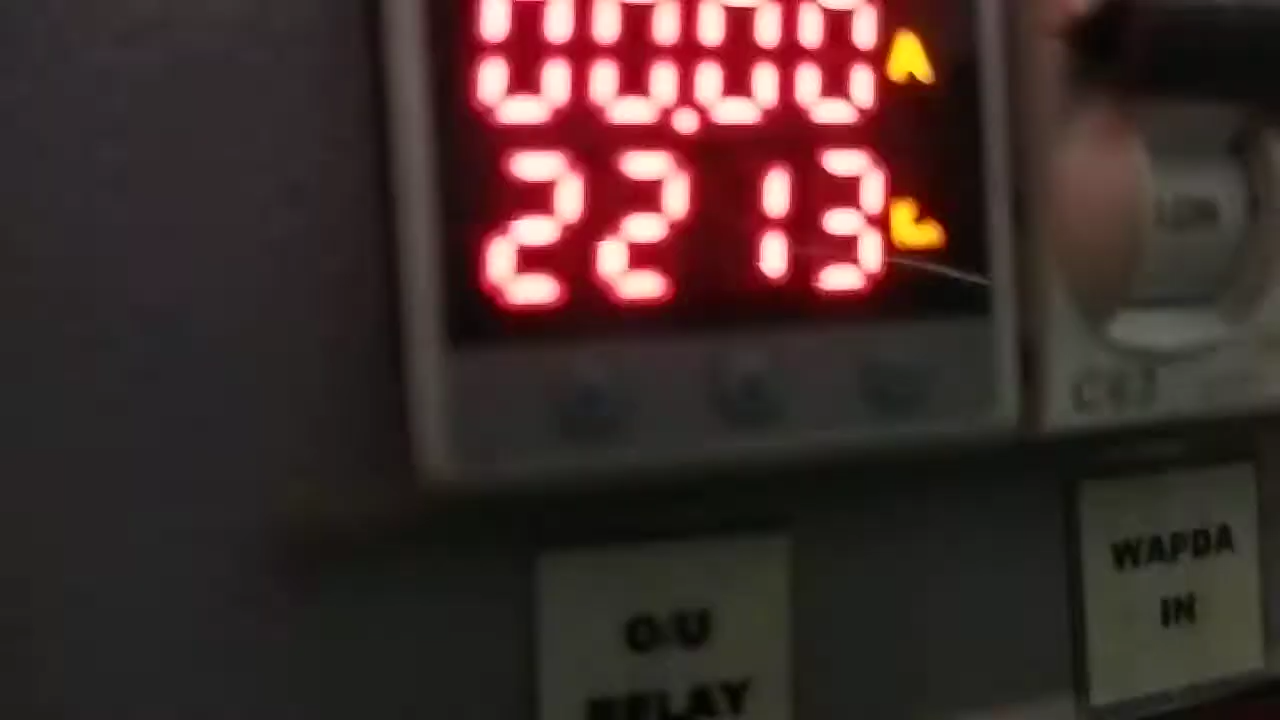 00.00 A
2213
O/U
RELAY
WAPDA
IN